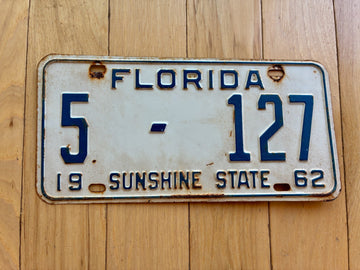 FLORIDA
5 - 127
19 SUNSHINE STATE 62